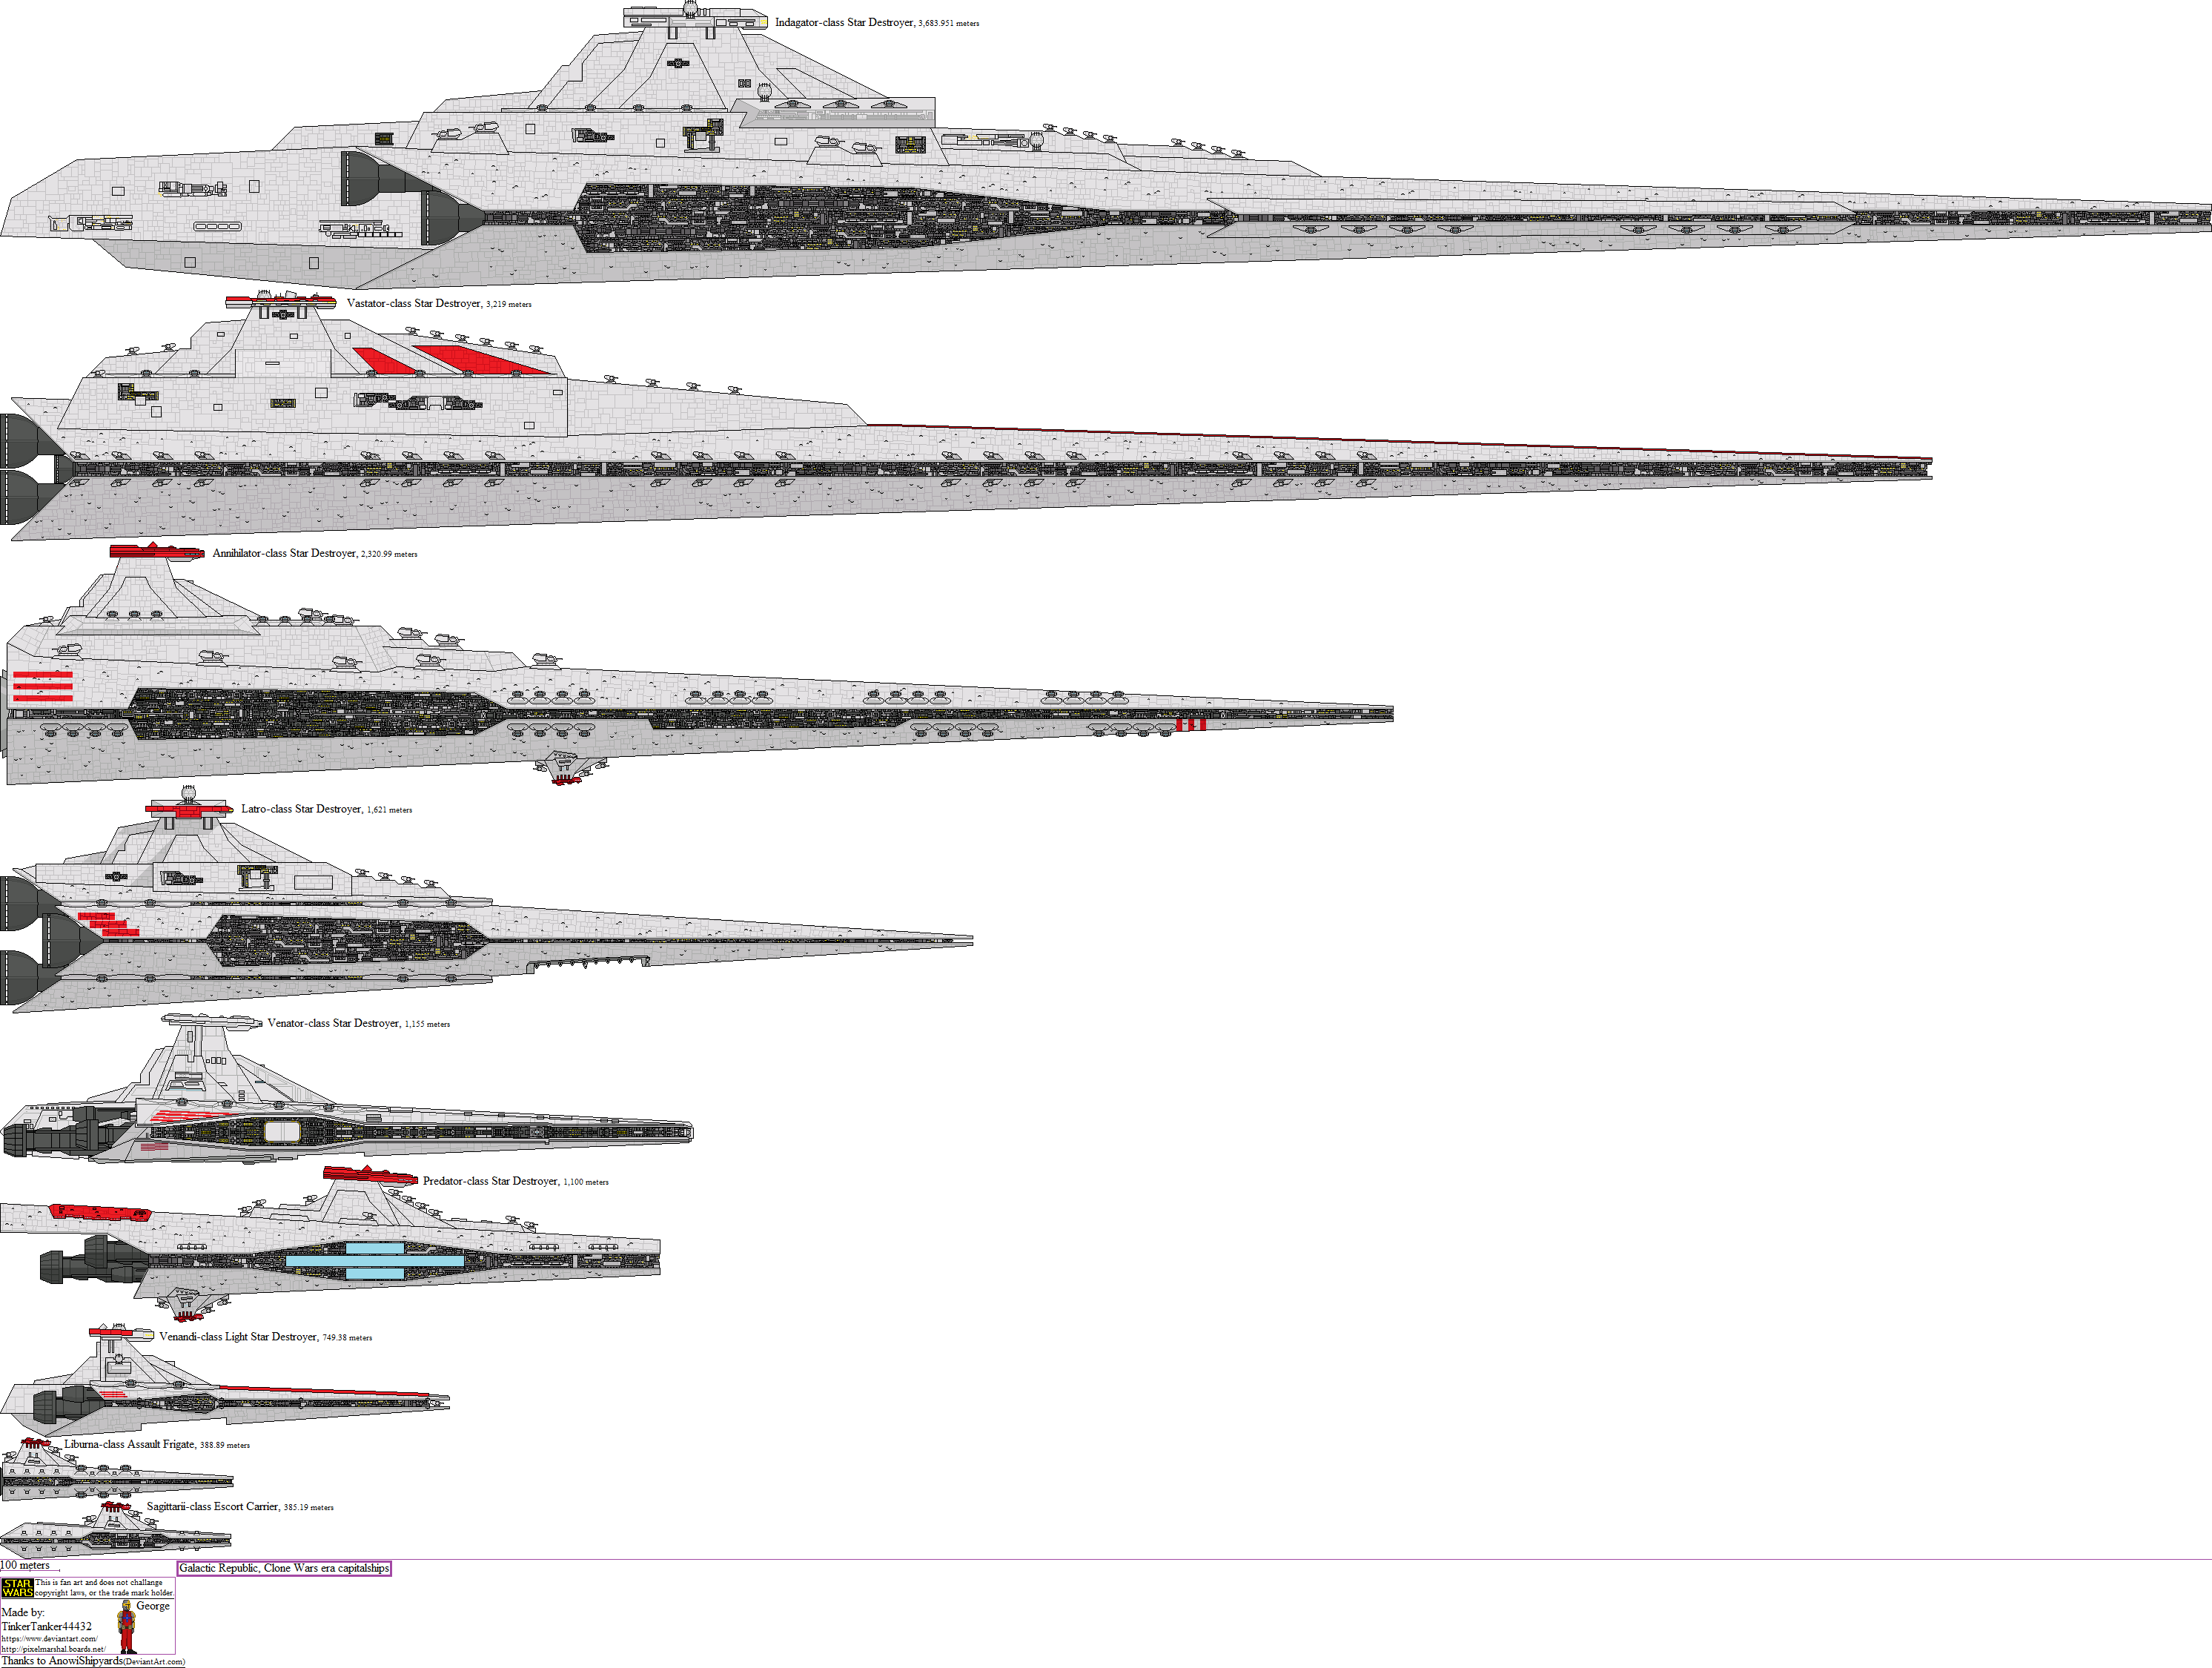 Indagator-class Star Destroyer, 3,683.951 meters
Vastator-class Star Destroyer, 3,219 meters
Annihilator-class Star Destroyer, 2,320.99 meters
Latro-class Star Destroyer, 1,621 meters
Venator-class Star Destroyer, 1,155 meters
Predator-class Star Destroyer, 1,100 meters
Venandi-class Light Star Destroyer, 749.38 meters
Liburna-class Assault Frigate, 388.89 meters
Sagittarii-class Escort Carrier, 385.19 meters
100 meters
Galactic Republic, Clone Wars era capitalships
STAR WARS
This is fan art and does not challange
copyright laws, or the trade mark holder.
George
Made by:
TinkerTanker44432
https://www.deviantart.com/
http://pixelmarshal.boards.net/
Thanks to AnowiShipyards(DeviantArt.com)